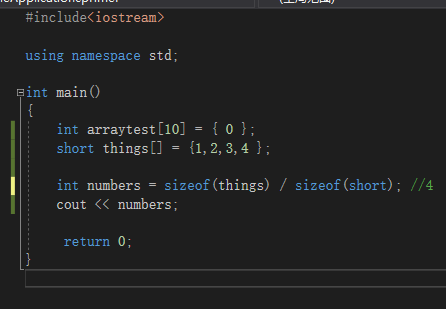 #include<iostream>
using namespace std;
int main()
{
int arraytest[10] = { 0 };
short things[] = {1,2,3,4 };
int numbers = sizeof(things) / sizeof(short); //4
cout << numbers;
return 0;
}